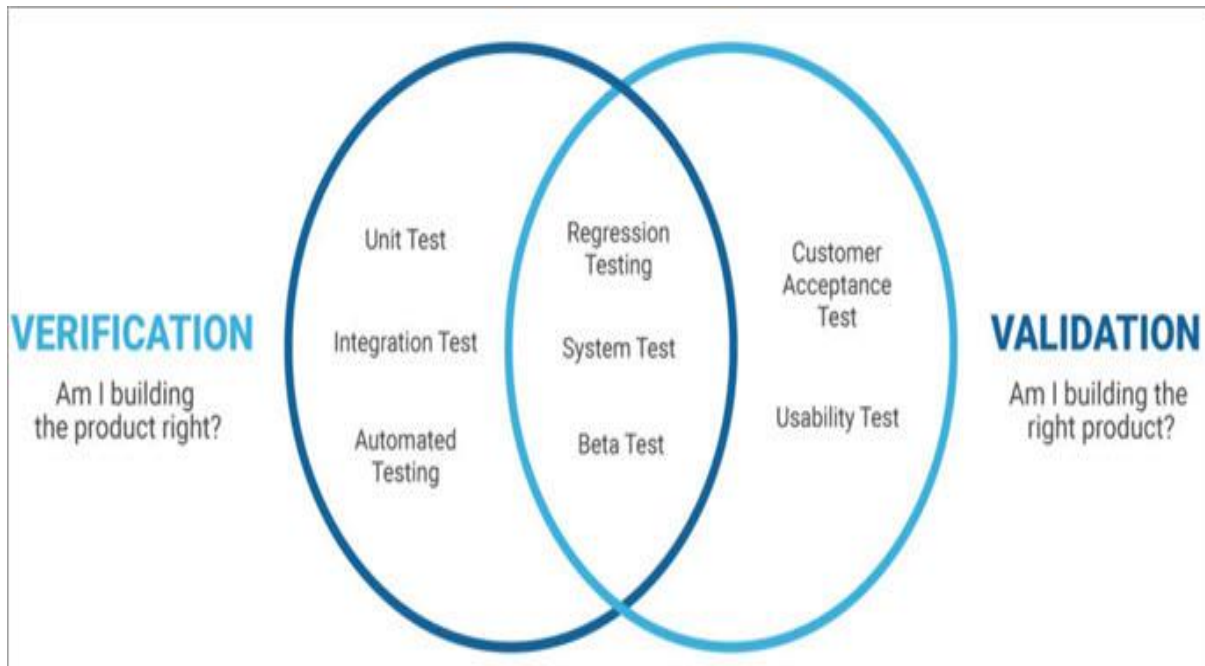 VERIFICATION
Am I building
the product right?
Unit Test
Integration Test
Automated
Testing
Regression
Testing
System Test
Beta Test
Customer
Acceptance
Test
Usability Test
VALIDATION
Am I building the
right product?